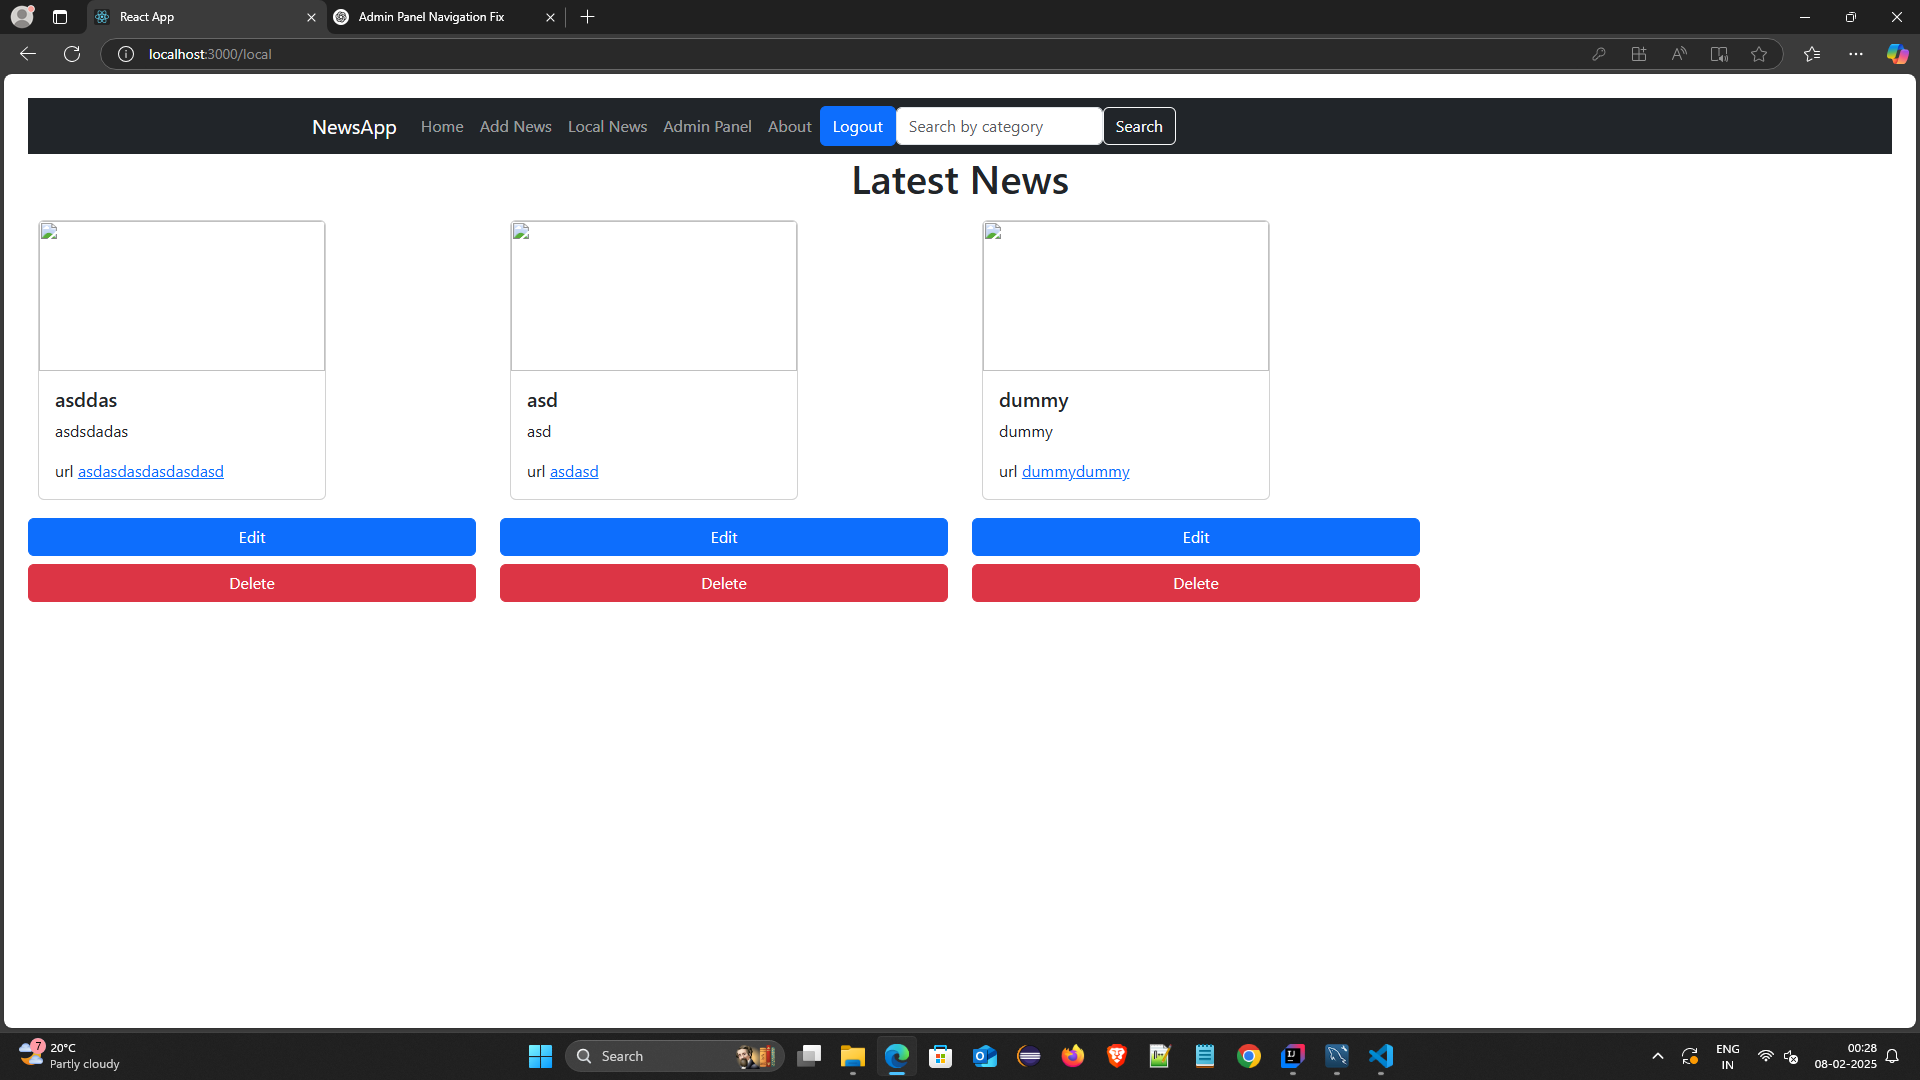 React App
Admin Panel Navigation Fix
localhost:3000/local
NewsApp Home Add News Local News Admin Panel About Logout Search by category Search
Latest News
asddas
asdsdadas
url asdasdasdasdasdasd
Edit
Delete
asd
asd
url asdasd
Edit
Delete
dummy
dummy
url dummydummy
Edit
Delete
7
20°C
Partly cloudy
Search
ENG
IN
00:28
08-02-2025